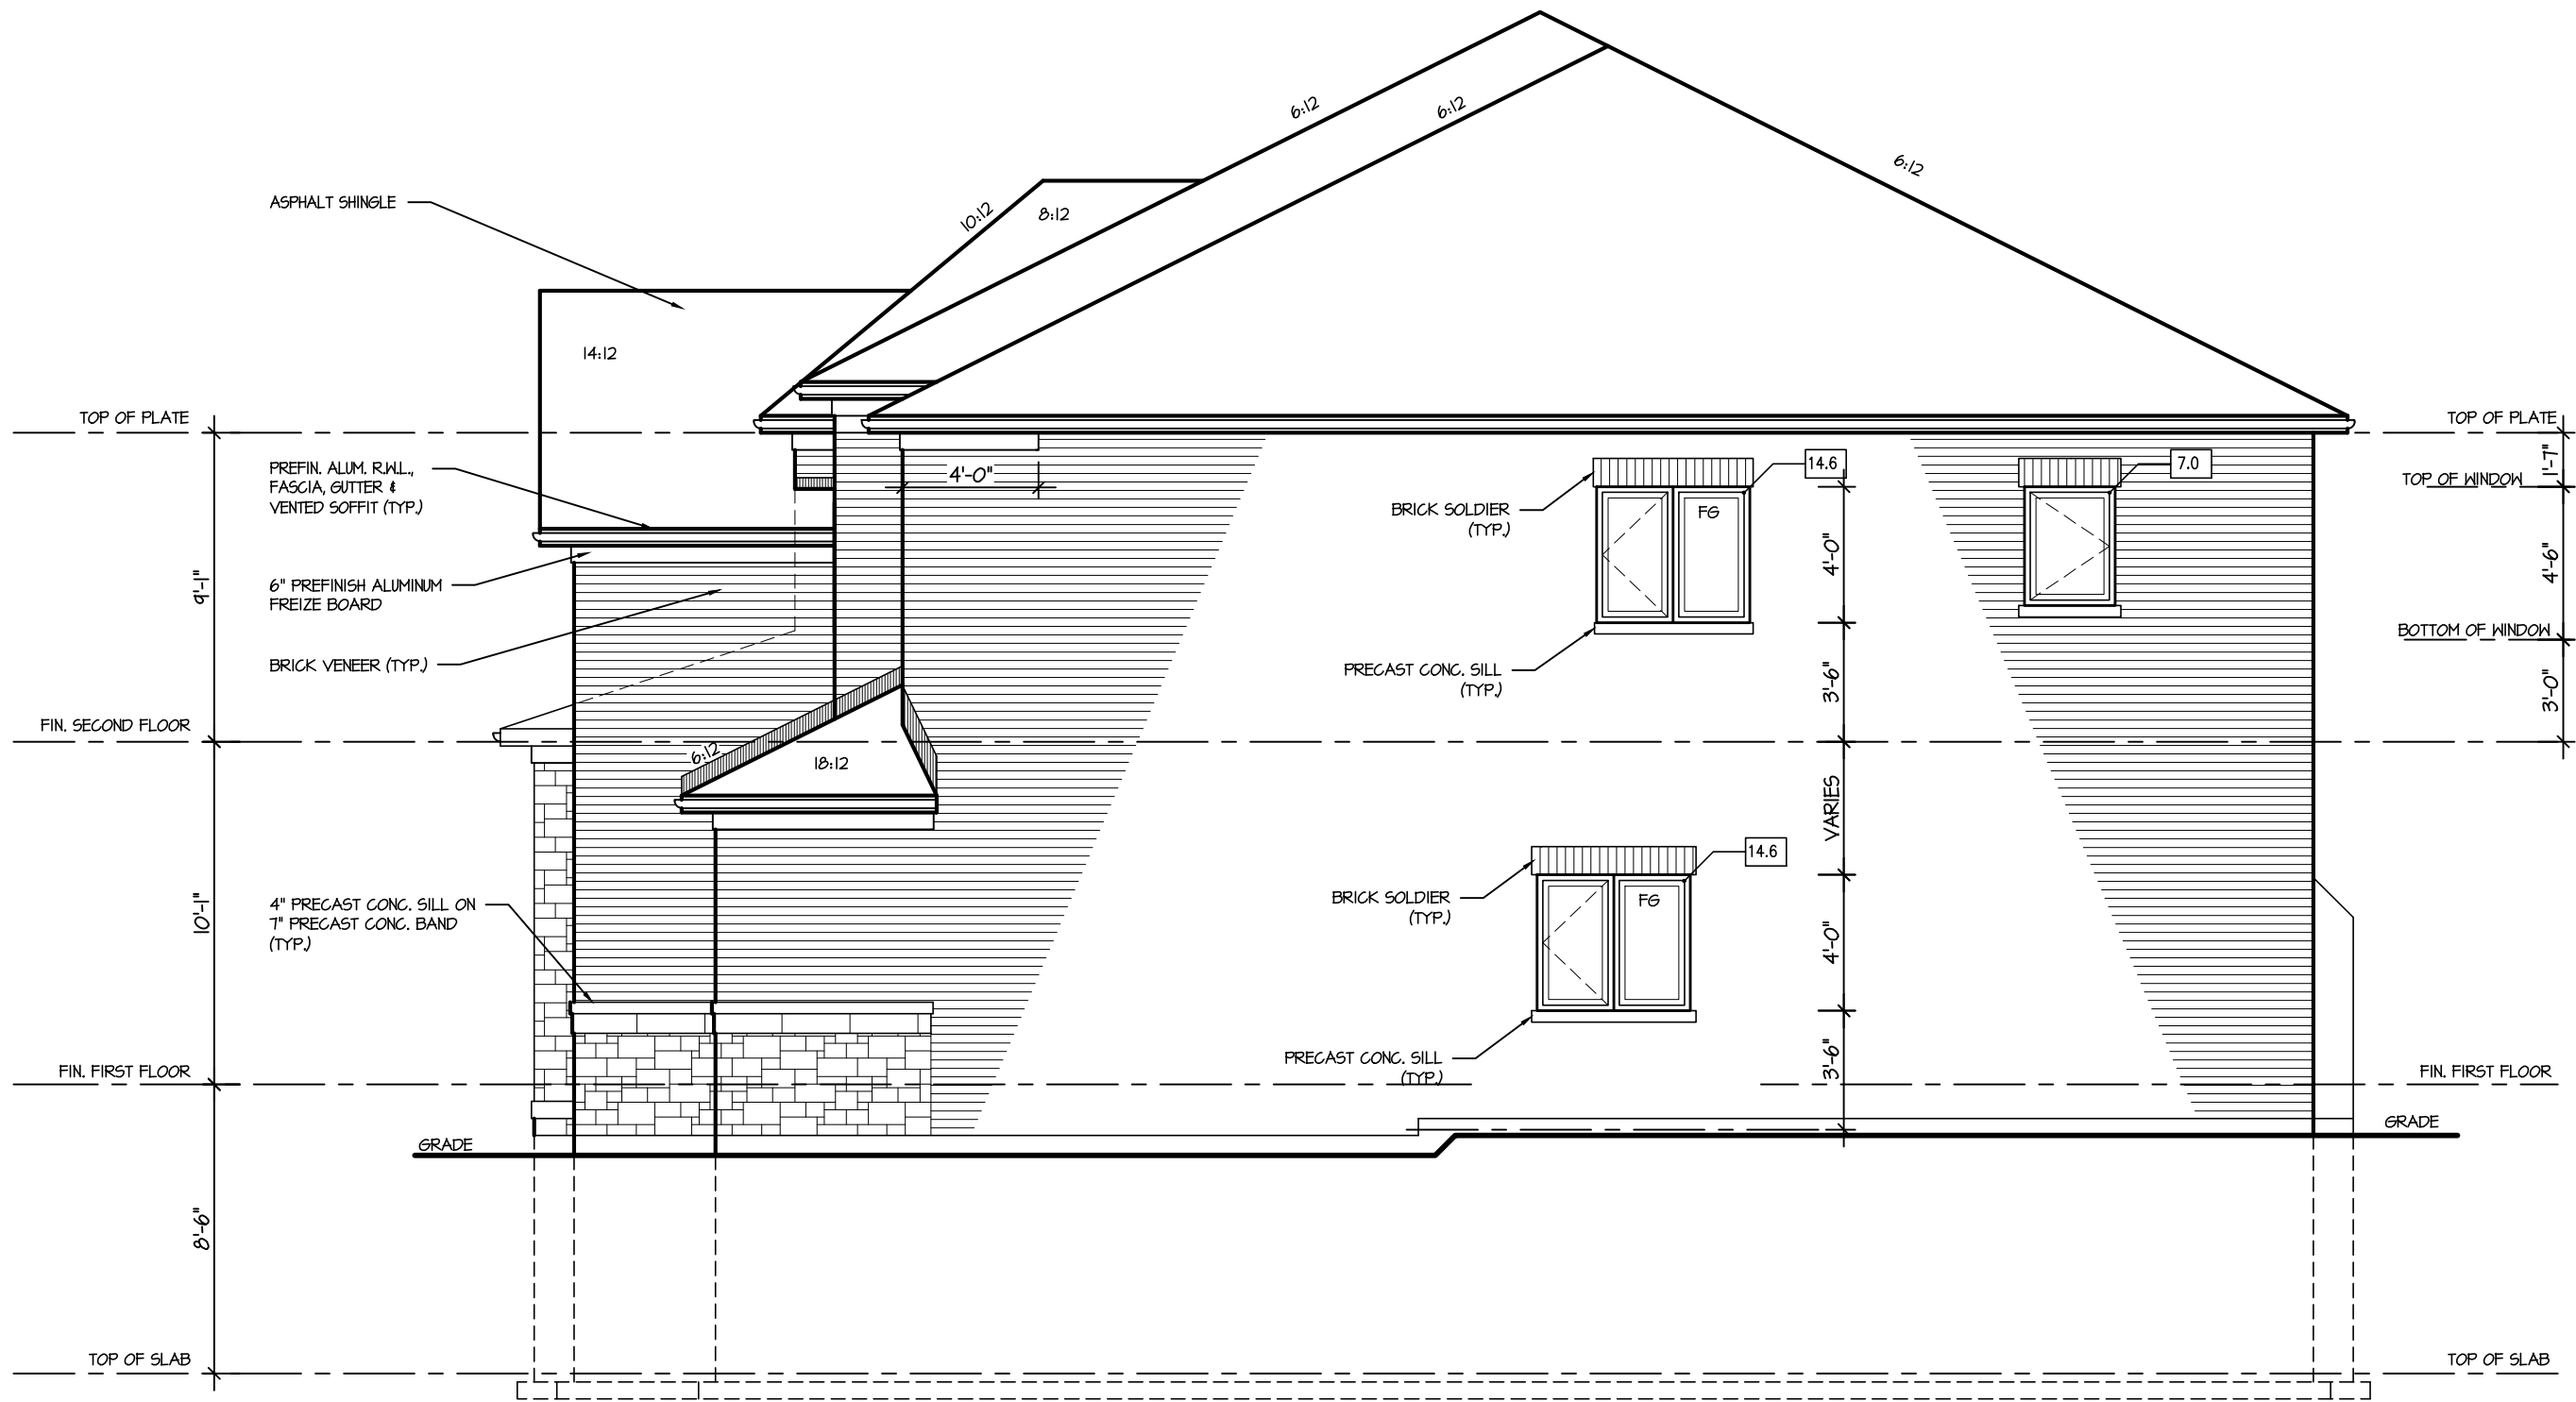 6:12
6:12
6:12
10:12
8:12
ASPHALT SHINGLE
14:12
TOP OF PLATE
TOP OF PLATE
1'-7"
PREFIN. ALUM. R.W.L.,
FASCIA, GUTTER &
VENTED SOFFIT (TYP.)
4'-0"
14.6
7.0
TOP OF WINDOW
BRICK SOLDIER
(TYP.)
FG
4'-0"
4'-6"
9'-1"
6" PREFINISH ALUMINUM
FREIZE BOARD
BOTTOM OF WINDOW
BRICK VENEER (TYP.)
PRECAST CONC. SILL
(TYP.)
3'-6"
3'-0"
FIN. SECOND FLOOR
6:12
18:12
VARIES
14.6
10'-1"
4" PRECAST CONC. SILL ON
7" PRECAST CONC. BAND
(TYP.)
BRICK SOLDIER
(TYP.)
FG
4'-0"
PRECAST CONC. SILL
(TYP.)
3'-6"
FIN. FIRST FLOOR
FIN. FIRST FLOOR
GRADE
GRADE
8'-6"
TOP OF SLAB
TOP OF SLAB